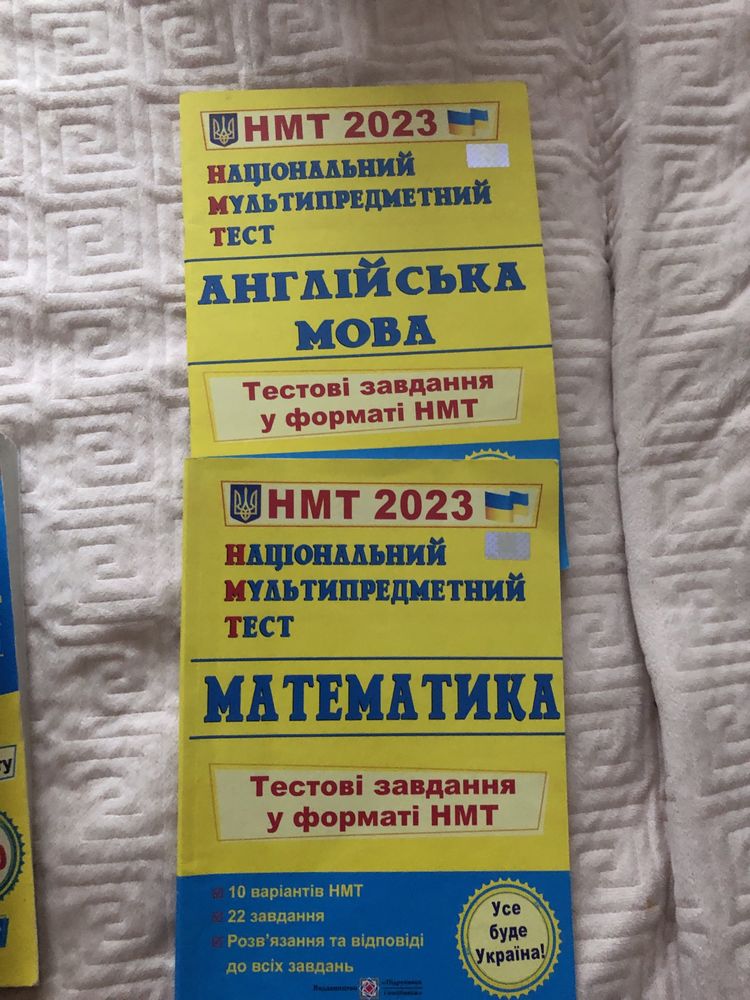 НМТ 2023
НАЦІОНАЛЬНИЙ
МУЛЬТИПРЕДМЕТНИЙ
ТЕСТ
АНГЛІЙСЬКА
МОВА
Тестові завдання
у форматі НМТ
НМТ 2023
НАЦІОНАЛЬНИЙ
МУЛЬТИПРЕДМЕТНИЙ
ТЕСТ
МАТЕМАТИКА
Тестові завдання
у форматі НМТ
10 варіантів НМТ
22 завдання
Розв'язання та відповіді
до всіх завдань
Усе
буде
Україна!
Видавництво